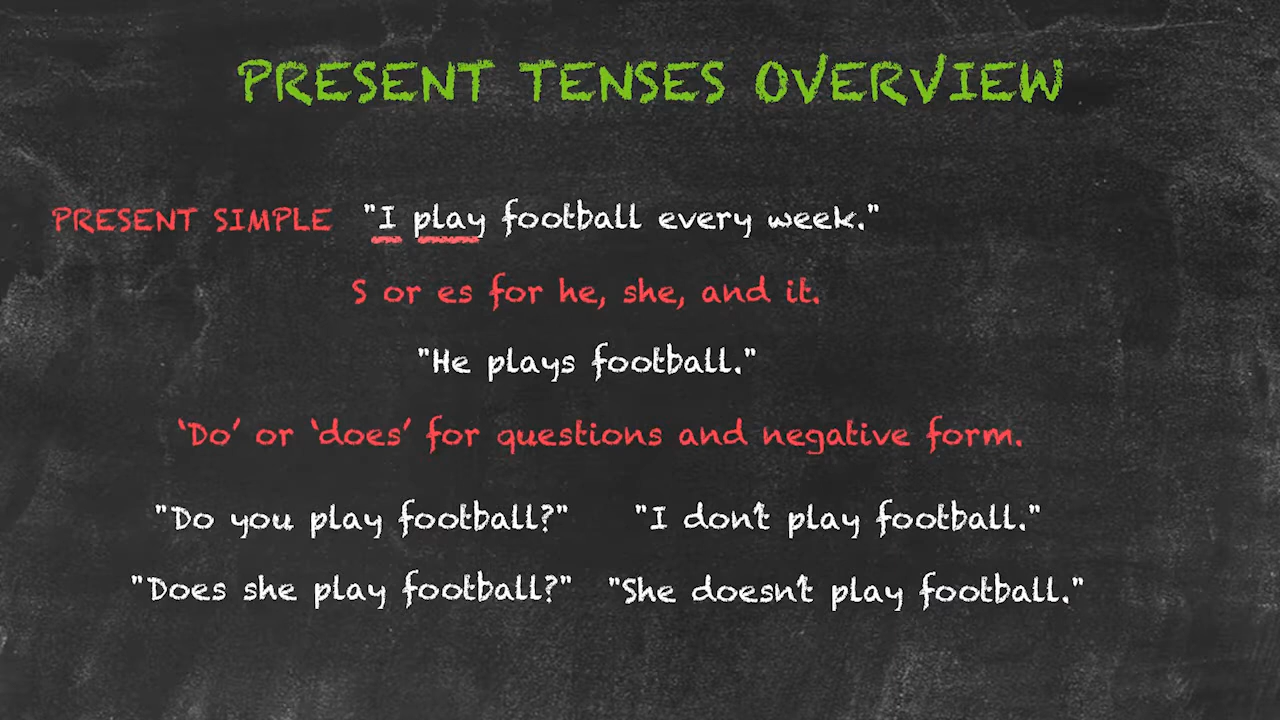 PRESENT TENSES OVERVIEW
PRESENT SIMPLE "I play football every week."
S or es for he, she, and it.
"He plays football."
‘Do’ or ‘does’ for questions and negative form.
"Do you play football?" "I don't play football."
"Does she play football?" "She doesn't play football."